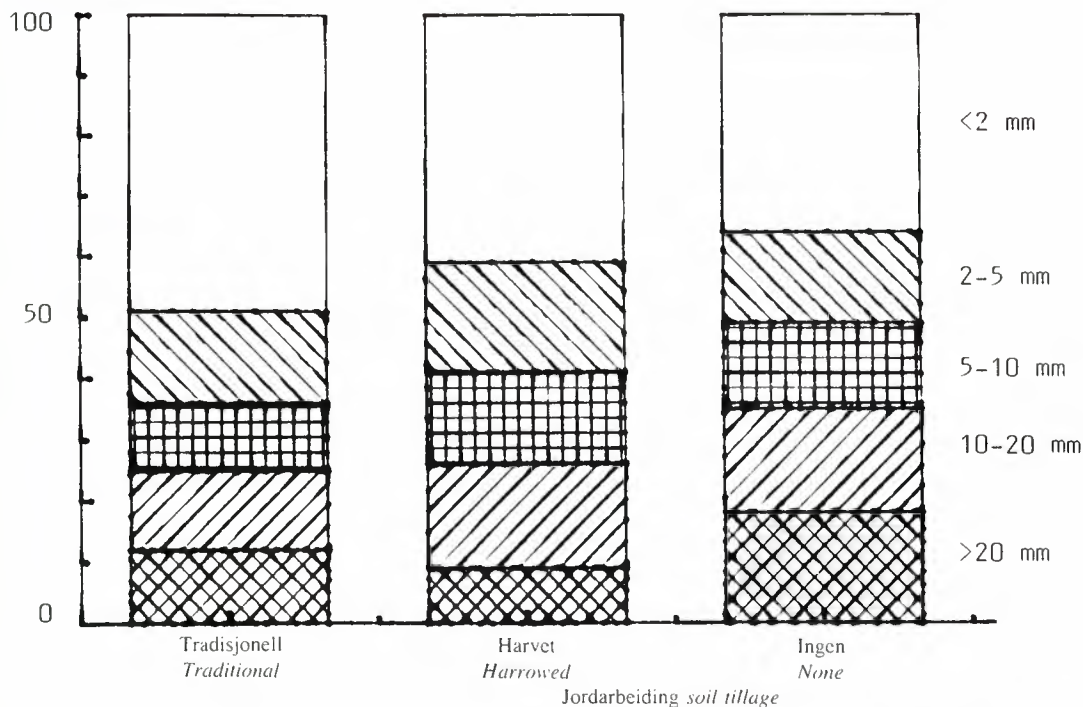 100
50
0
<2 mm
2-5 mm
5-10 mm
10-20 mm
>20 mm
Tradisjonell
Traditional
Harvet
Harrowed
Ingen
None
Jordarbeiding soil tillage